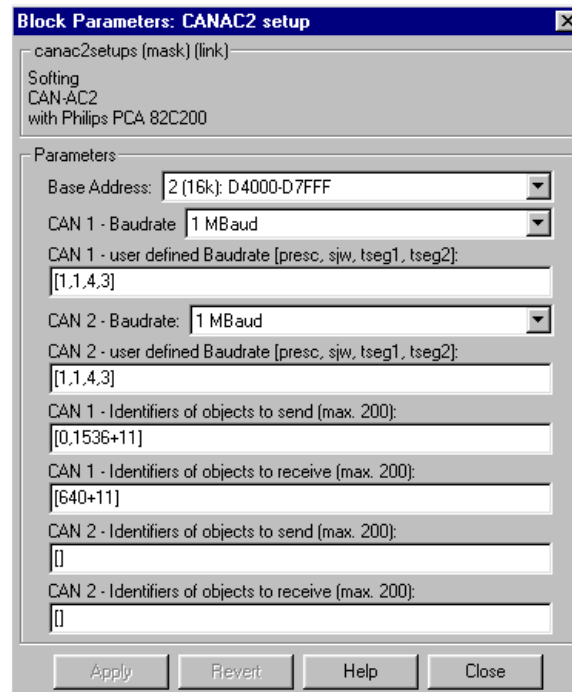 Block Parameters: CANAC2 setup
canac2setups (mask) (link)
Softing
CAN-AC2
with Philips PCA 82C200
Parameters
Base Address: 2 (16k): D4000-D7FFF
CAN 1 - Baudrate 1 MBaud
CAN 1 - user defined Baudrate [presc, sjw, tseg1, tseg2]:
[1,1,4,3]
CAN 2 - Baudrate: 1 MBaud
CAN 2 - user defined Baudrate [presc, sjw, tseg1, tseg2]:
[1,1,4,3]
CAN 1 - Identifiers of objects to send (max. 200):
[0,1536+11]
CAN 1 - Identifiers of objects to receive (max. 200):
[640+11]
CAN 2 - Identifiers of objects to send (max. 200):
[]
CAN 2 - Identifiers of objects to receive (max. 200):
[]
Apply Revert Help Close